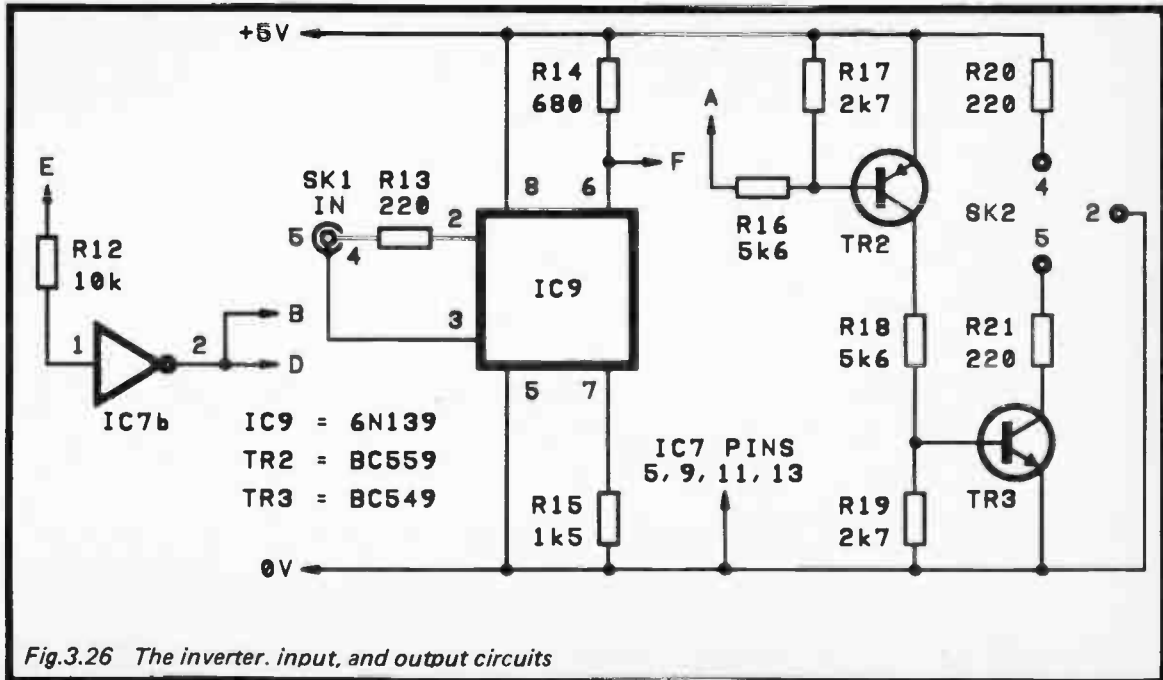 +5V
R14
680
R17
2k7
R20
220
A
E
F
SK1
IN
R13
220
8
6
4
SK2
2
5
4
2
R16
5k6
TR2
5
R12
10k
IC9
B
3
R18
5k6
R21
220
1
2
D
5
7
IC7b
IC9 = 6N139
TR2 = BC559
TR3 = BC549
IC7 PINS
5, 9, 11, 13
TR3
R15
1k5
R19
2k7
0V
Fig.3.26 The inverter. input, and output circuits